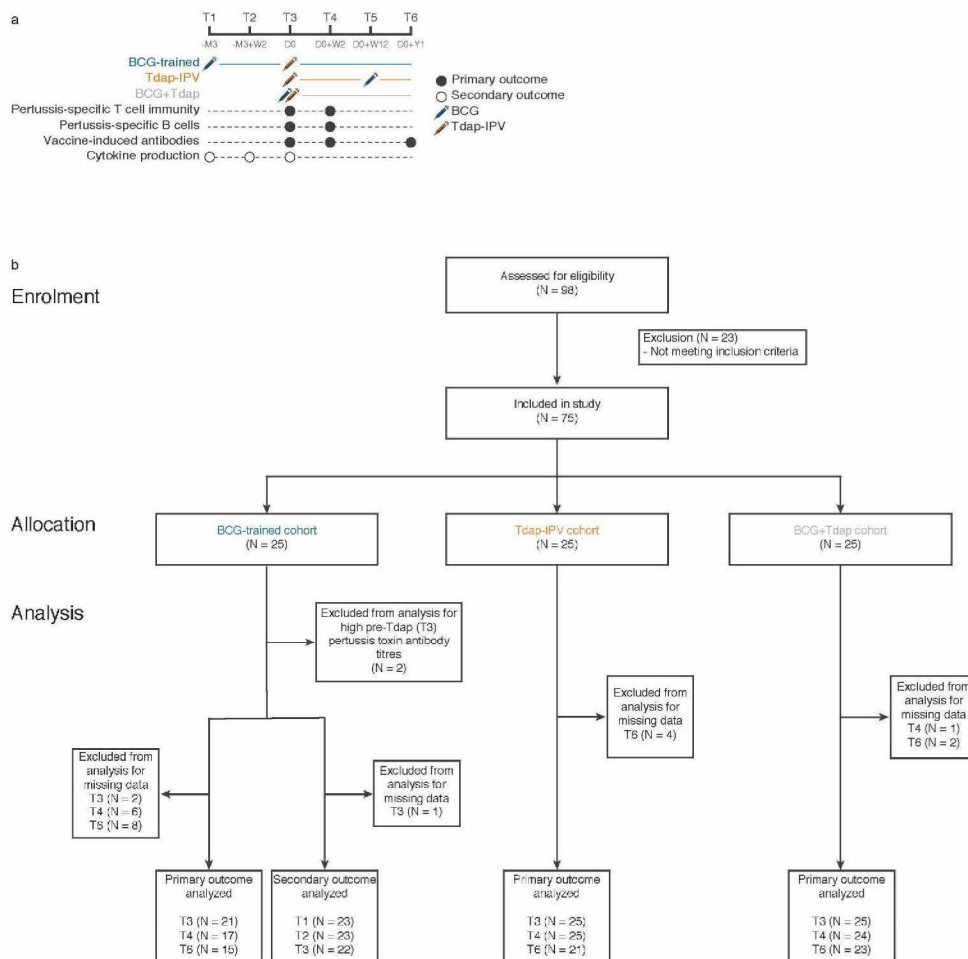 a
T1 T2 T3 T4 T5 T6
-M3 -M3+W2 D0 D0+W2 D0+W12 D0+Y1
BCG-trained
Tdap-IPV
BCG+Tdap
Pertussis-specific T cell immunity
Pertussis-specific B cells
Vaccine-induced antibodies
Cytokine production
Primary outcome
Secondary outcome
BCG
Tdap-IPV
b
Enrolment
Assessed for eligibility
(N = 98)
Exclusion (N = 23)
- Not meeting inclusion criteria
Included in study
(N = 75)
Allocation
BCG-trained cohort
(N = 25)
Tdap-IPV cohort
(N = 25)
BCG+Tdap cohort
(N = 25)
Analysis
Excluded from analysis for
high pre-Tdap (T3)
pertussis toxin antibody
titres
(N = 2)
Excluded from
analysis for
missing data
T3 (N = 2)
T4 (N = 6)
T6 (N = 8)
Excluded from
analysis for
missing data
T3 (N = 1)
Excluded from
analysis for
missing data
T6 (N = 4)
Excluded from
analysis for
missing data
T4 (N = 1)
T6 (N = 2)
Primary outcome
analyzed
T3 (N = 21)
T4 (N = 17)
T6 (N = 15)
Secondary outcome
analyzed
T1 (N = 23)
T2 (N = 23)
T3 (N = 22)
Primary outcome
analyzed
T3 (N = 25)
T4 (N = 25)
T6 (N = 21)
Primary outcome
analyzed
T3 (N = 25)
T4 (N = 24)
T6 (N = 23)